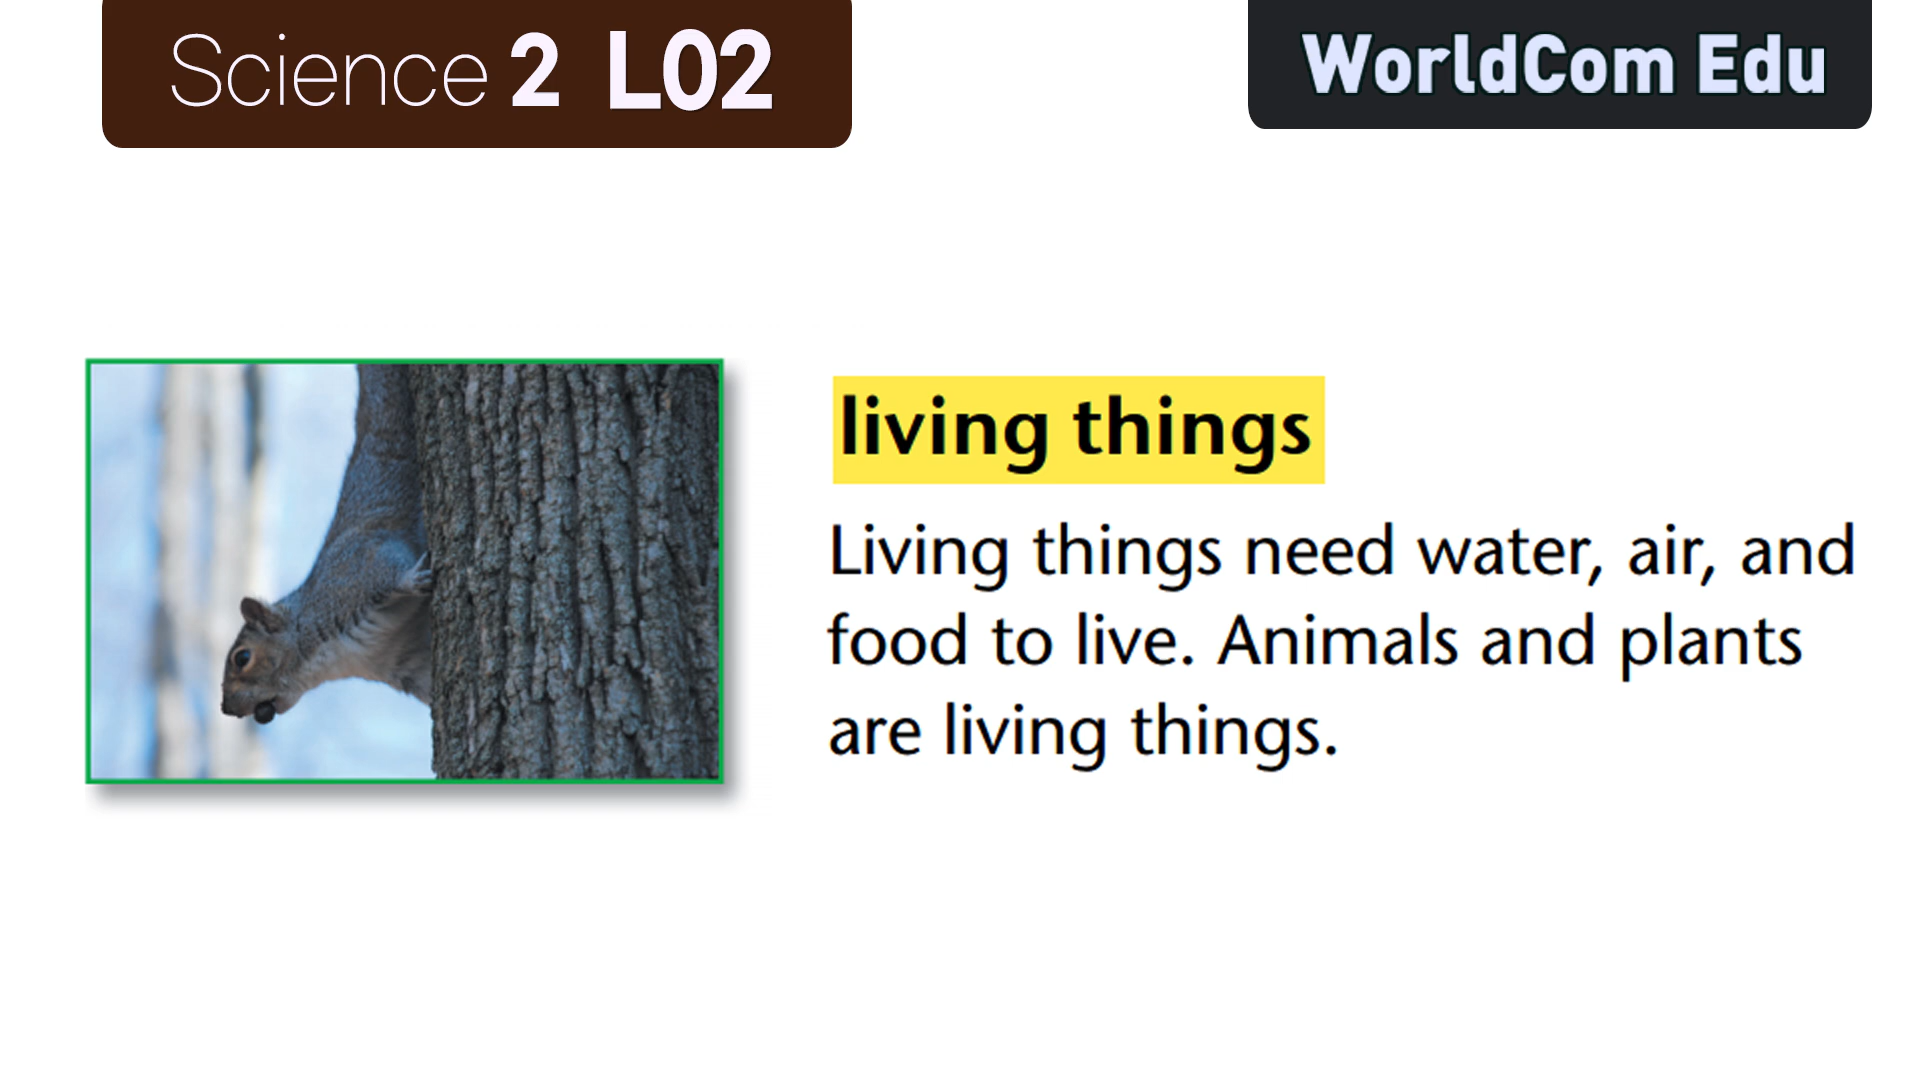 Science 2 L02
WorldCom Edu
living things
Living things need water, air, and
food to live. Animals and plants
are living things.